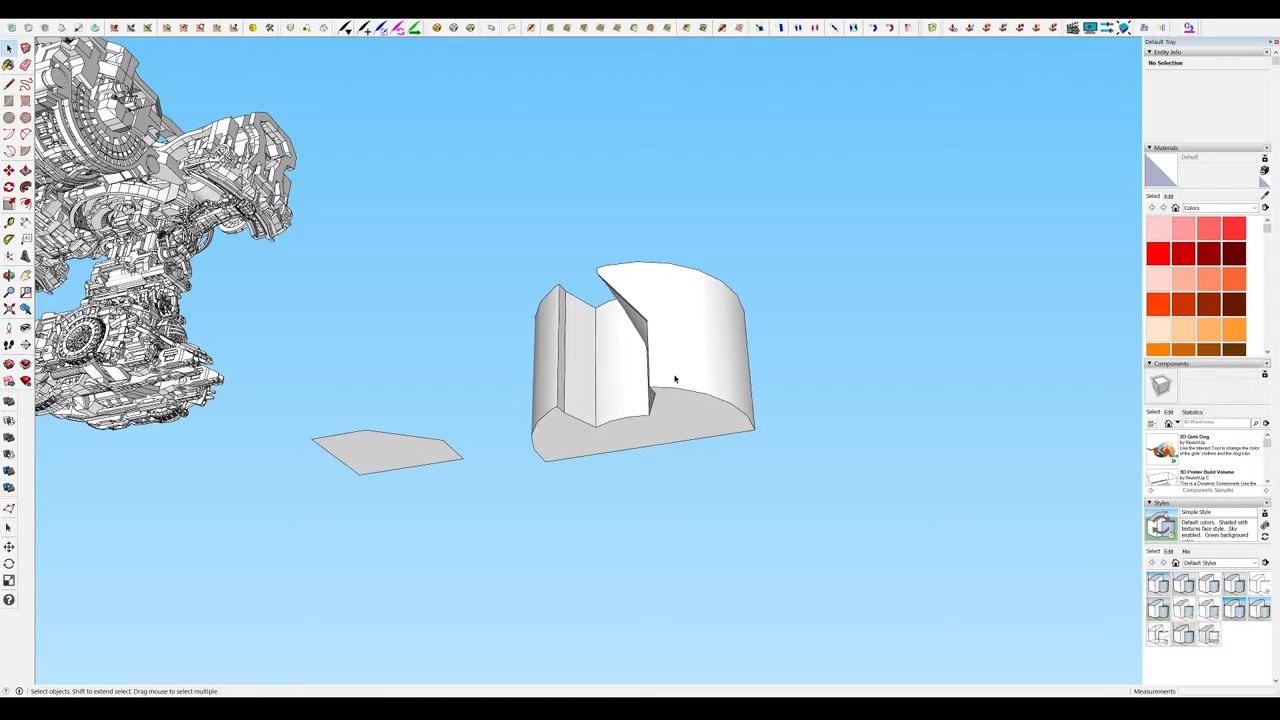 Default Tray
Entity Info
No Selection
Materials
Default
Select Edit
Colors
Components
Select Edit Statistics
3D Warehouse
2D Girls Dog
by SketchUp
Use the Interact Tool to change the
color of the girls' clothes and the dog's fur.
3D Printer Build Volume
by SketchUp C
This is a Dynamic Component. Use the
Components Sampler
Styles
Simple Style
Default colors. Shaded with
textures face style. Sky
enabled. Green background
Select Edit Mix
Default Styles
Select objects. Shift to extend select. Drag mouse to select multiple.
Measurements